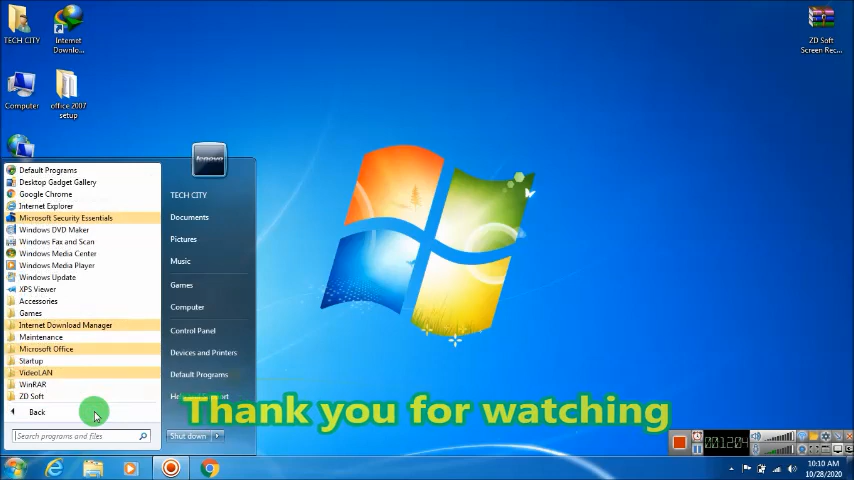 TECH CITY
Internet
Downlo...
ZD Soft
Screen Rec...
Computer
office 2007
setup
lenovo
Default Programs
Desktop Gadget Gallery
Google Chrome
Internet Explorer
Microsoft Security Essentials
Windows DVD Maker
Windows Fax and Scan
Windows Media Center
Windows Media Player
Windows Update
XPS Viewer
Accessories
Games
Internet Download Manager
Maintenance
Microsoft Office
Startup
VideoLAN
WinRAR
ZD Soft
Back
Search programs and files
TECH CITY
Documents
Pictures
Music
Games
Computer
Control Panel
Devices and Printers
Default Programs
Shut down
Thank you for watching
00:12:04
10:10 AM
10/28/2020